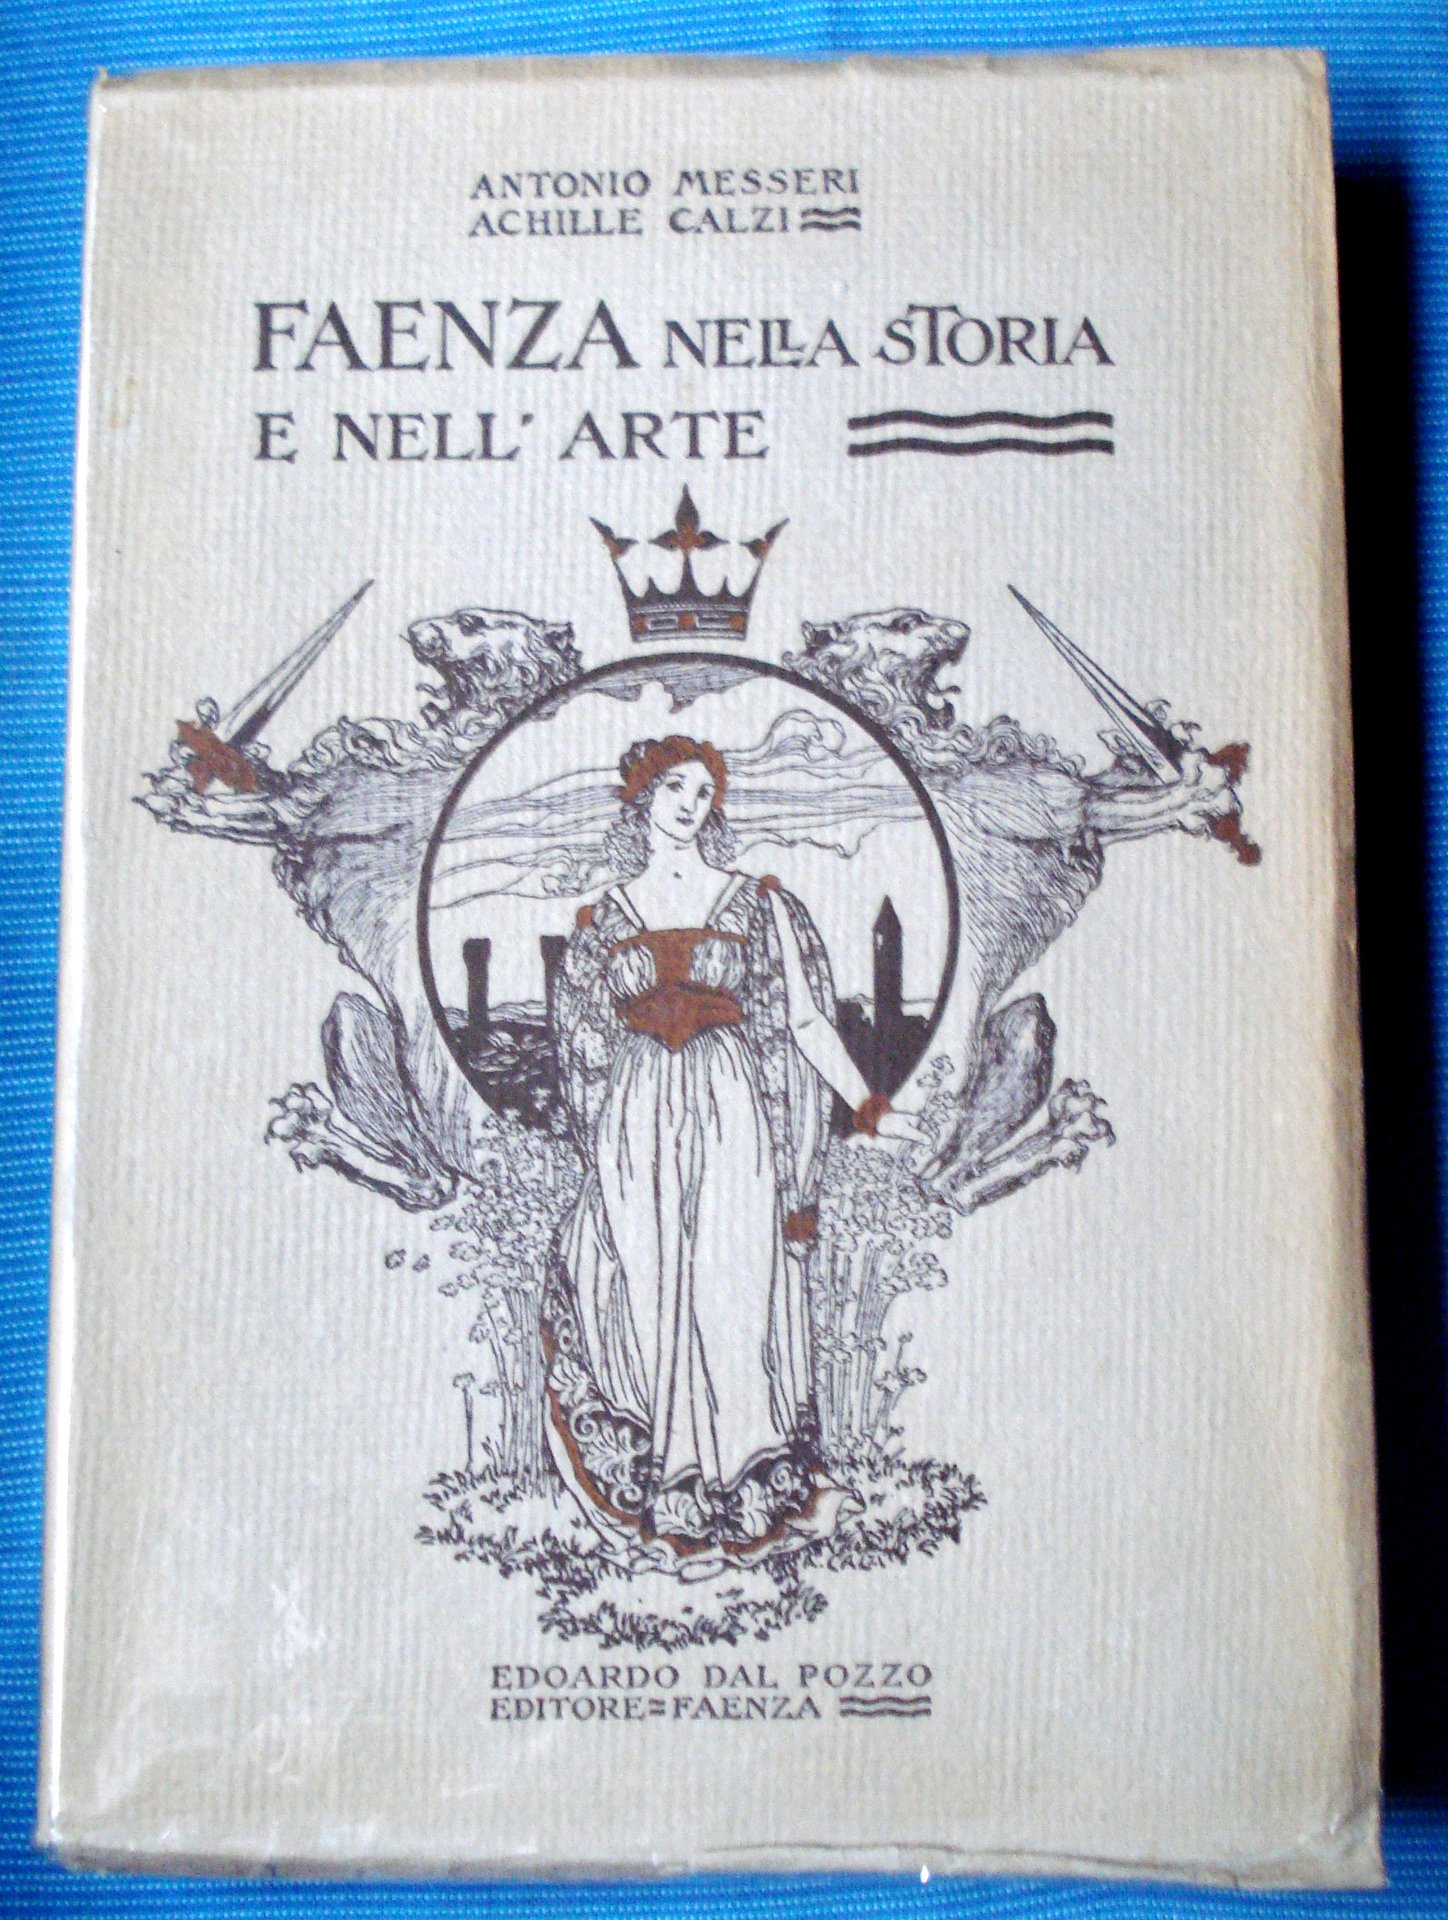 ANTONIO MESSERI
ACHILLE CALZI
FAENZA NELLA STORIA
E NELL' ARTE
EDOARDO DAL POZZO
EDITORE=FAENZA